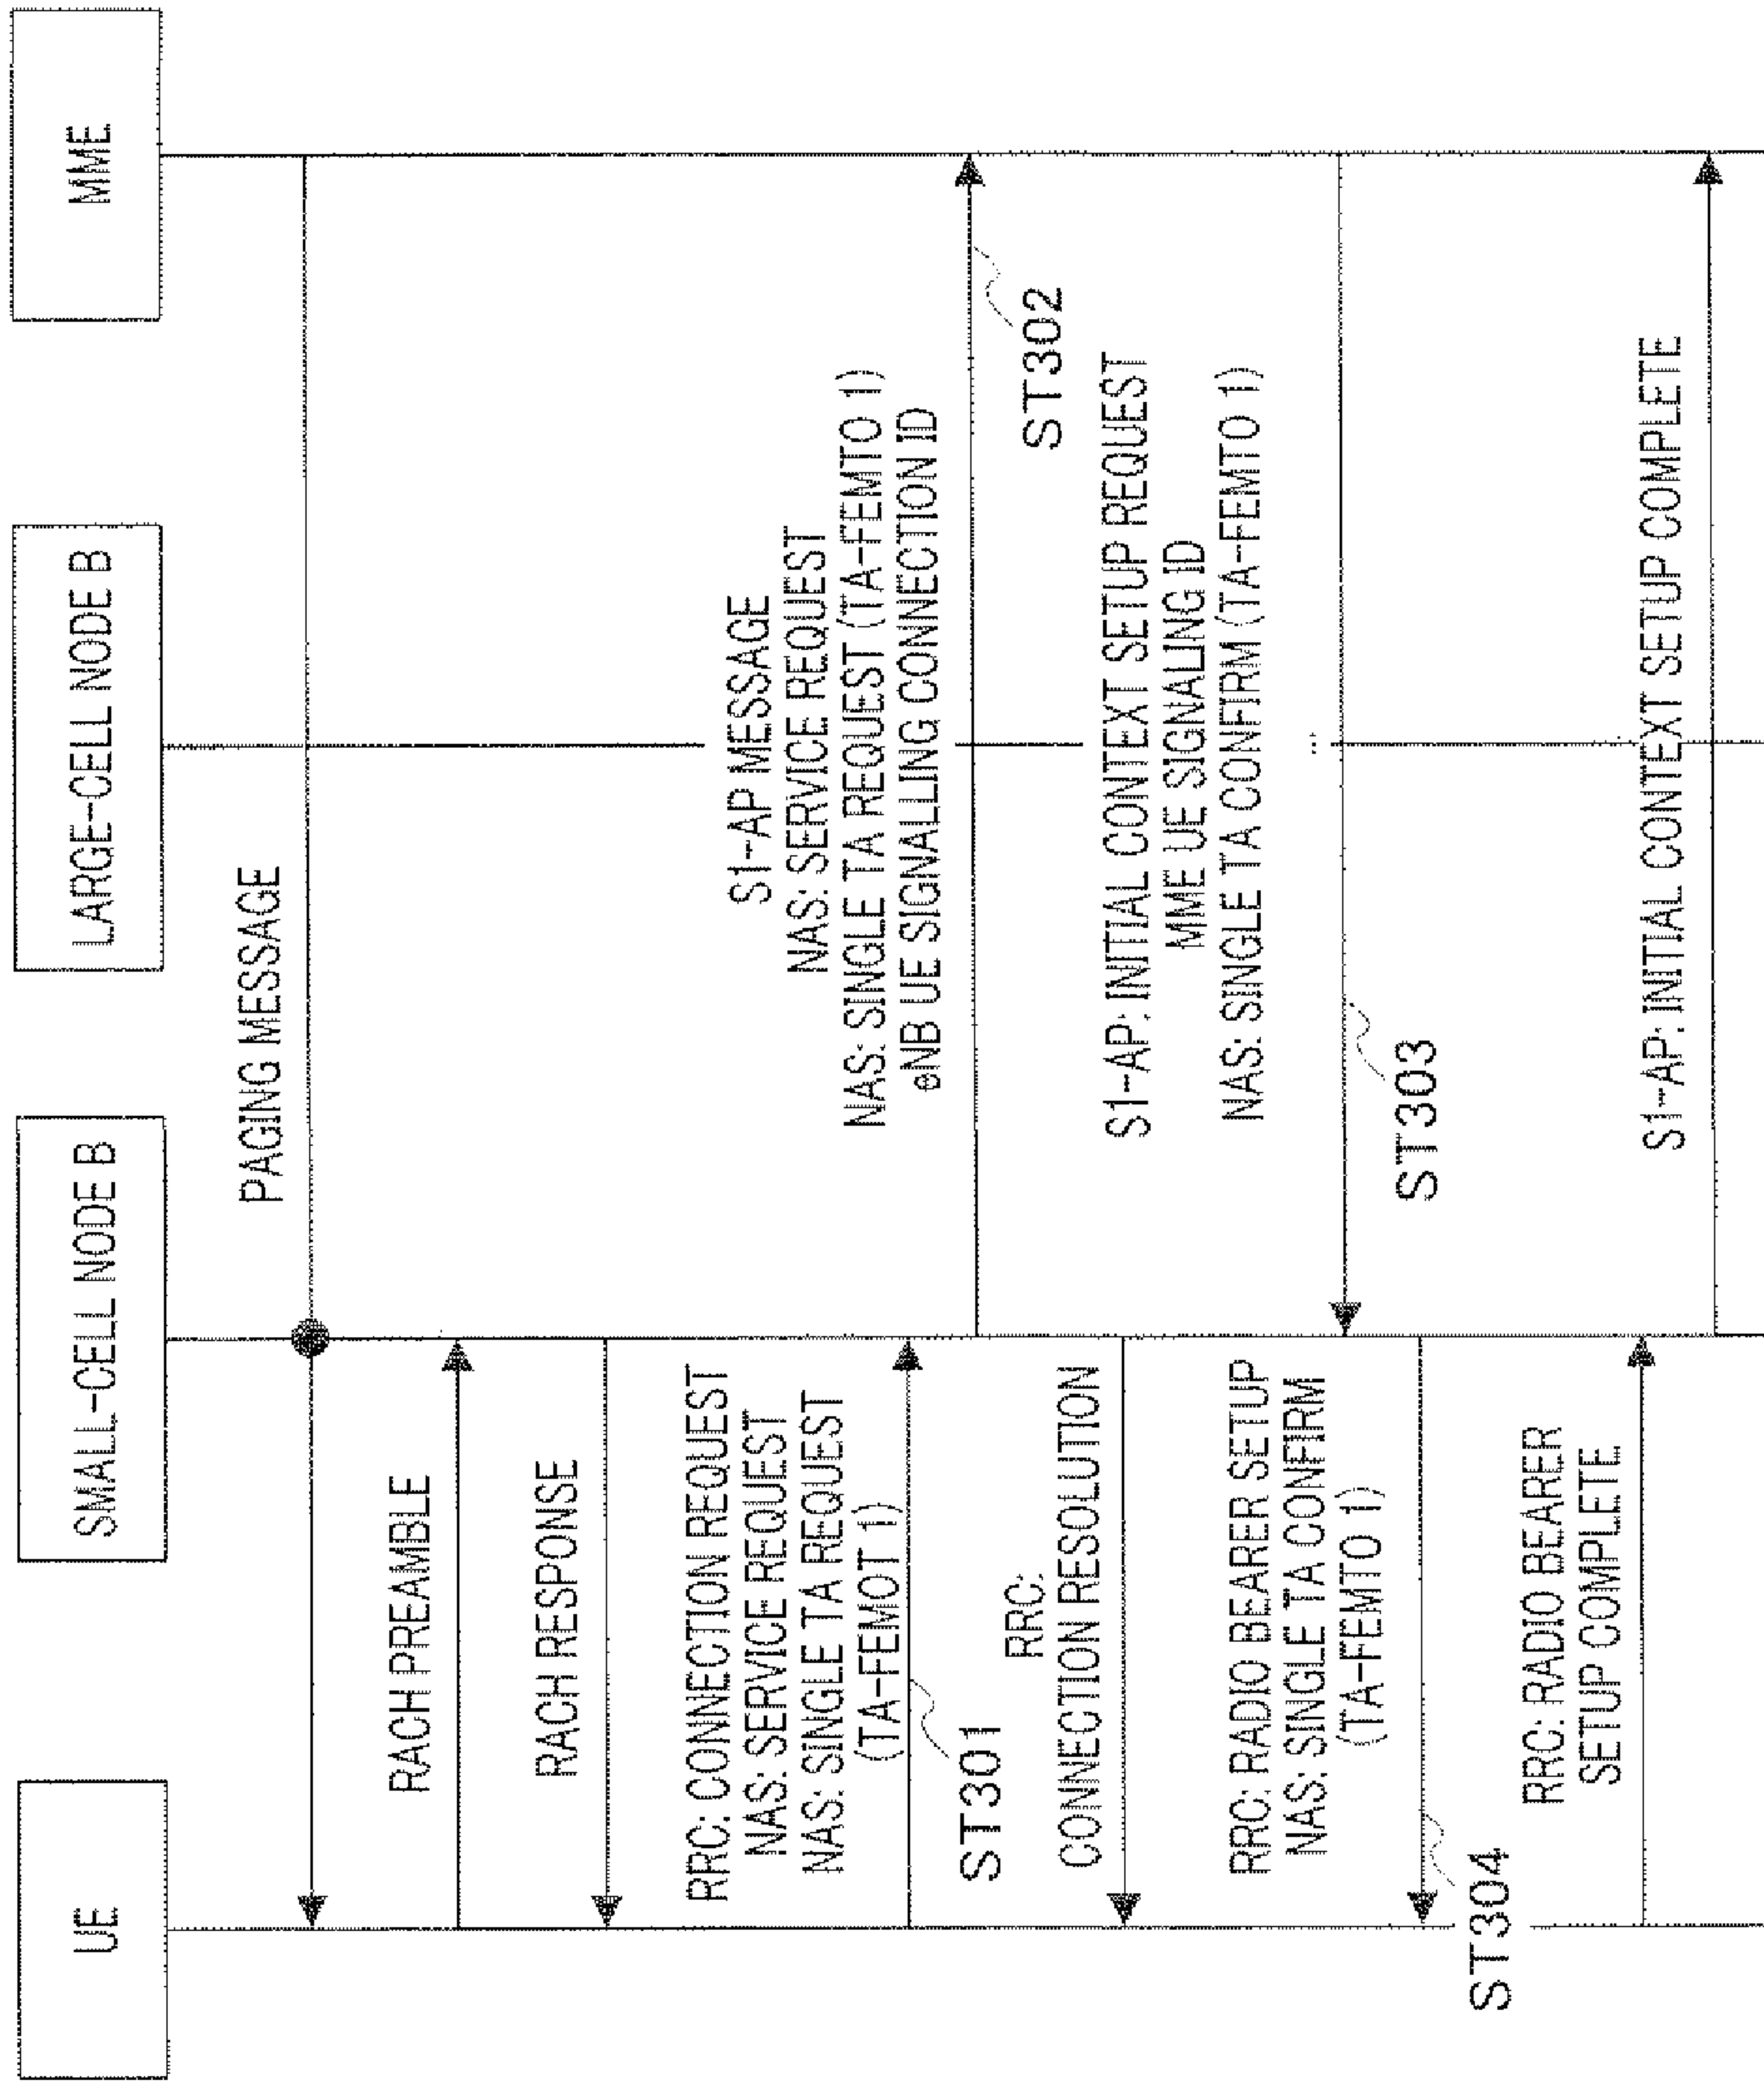 UE
SMALL-CELL NODE B
LARGE-CELL NODE B
MME
PAGING MESSAGE
RACH PREAMBLE
RACH RESPONSE
RRC: CONNECTION REQUEST
NAS: SERVICE REQUEST
NAS: SINGLE TA REQUEST
(TA-FEMOT 1)
ST301
S1-AP MESSAGE
NAS: SERVICE REQUEST
NAS: SINGLE TA REQUEST (TA-FEMTO 1)
eNB UE SIGNALLING CONNECTION ID
ST302
RRC:
CONNECTION RESOLUTION
S1-AP: INITIAL CONTEXT SETUP REQUEST
MME UE SIGNALING ID
NAS: SINGLE TA CONFIRM (TA-FEMTO 1)
ST303
RRC: RADIO BEARER SETUP
NAS: SINGLE TA CONFIRM
(TA-FEMTO 1)
ST304
RRC: RADIO BEARER
SETUP COMPLETE
S1-AP: INITIAL CONTEXT SETUP COMPLETE